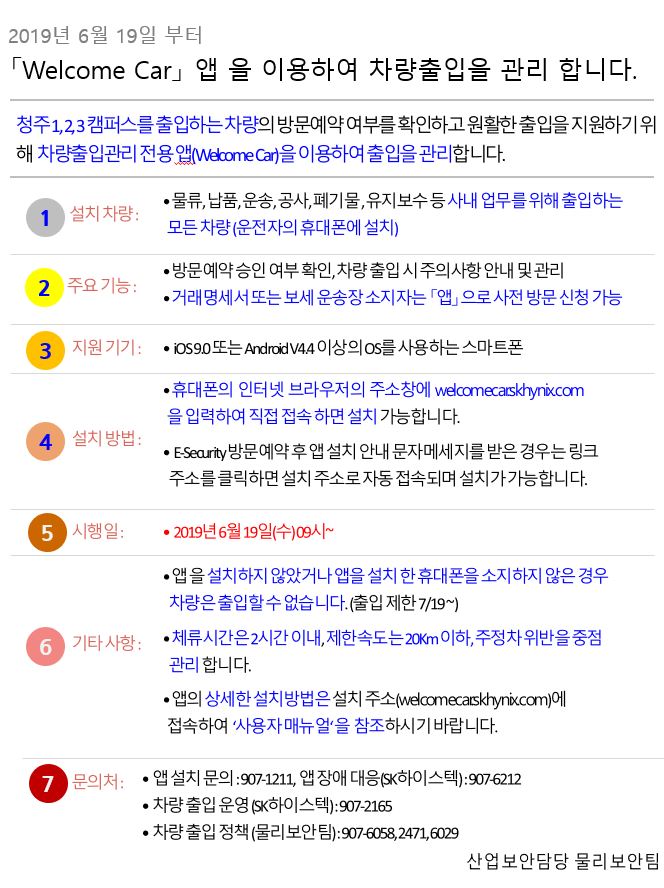 2019년 6월 19일 부터
「Welcome Car」 앱 을 이용하여 차량출입을 관리 합니다.
청주 1, 2, 3 캠퍼스를 출입하는 차량의 방문예약 여부를 확인하고 원활한 출입을 지원하기 위
해 차량출입관리 전용 앱(Welcome Car)을 이용하여 출입을 관리합니다.
1 설치 차량 : • 물류, 납품, 운송, 공사, 폐기물, 유지보수 등 사내 업무를 위해 출입하는
모든 차량 (운전자의 휴대폰에 설치)
2 주요 기능 : • 방문예약 승인 여부 확인, 차량 출입 시 주의사항 안내 및 관리
• 거래명세서 또는 보세 운송장 소지자는 「앱」으로 사전 방문 신청 가능
3 지원 기기 : • iOS 9.0 또는 Android V4.4 이상의 OS를 사용하는 스마트폰
4 설치 방법 : • 휴대폰의 인터넷 브라우저의 주소창에 welcomecar.skhynix.com
을 입력하여 직접 접속 하면 설치 가능합니다.
• E-Security 방문예약 후 앱 설치 안내 문자메세지를 받은 경우는 링크
주소를 클릭하면 설치 주소로 자동 접속되며 설치가 가능합니다.
5 시행일 : • 2019년 6월 19일(수) 09시~
6 기타 사항 : • 앱 을 설치하지 않았거나 앱을 설치 한 휴대폰을 소지하지 않은 경우
차량은 출입할 수 없습니다. (출입 제한 7/19 ~)
• 체류시간은 2시간 이내, 제한속도는 20Km 이하, 주정차 위반을 중점
관리 합니다.
• 앱의 상세한 설치방법은 설치 주소(welcomecar.skhynix.com)에
접속하여 ‘사용자 매뉴얼‘ 을 참조하시기 바랍니다.
7 문의처 : • 앱 설치 문의 : 907-1211, 앱 장애 대응(SK하이스텍) : 907-6212
• 차량 출입 운영 (SK하이스텍) : 907-2165
• 차량 출입 정책 (물리보안팀) : 907-6058, 2471, 6029
산업보안담당 물리보안팀